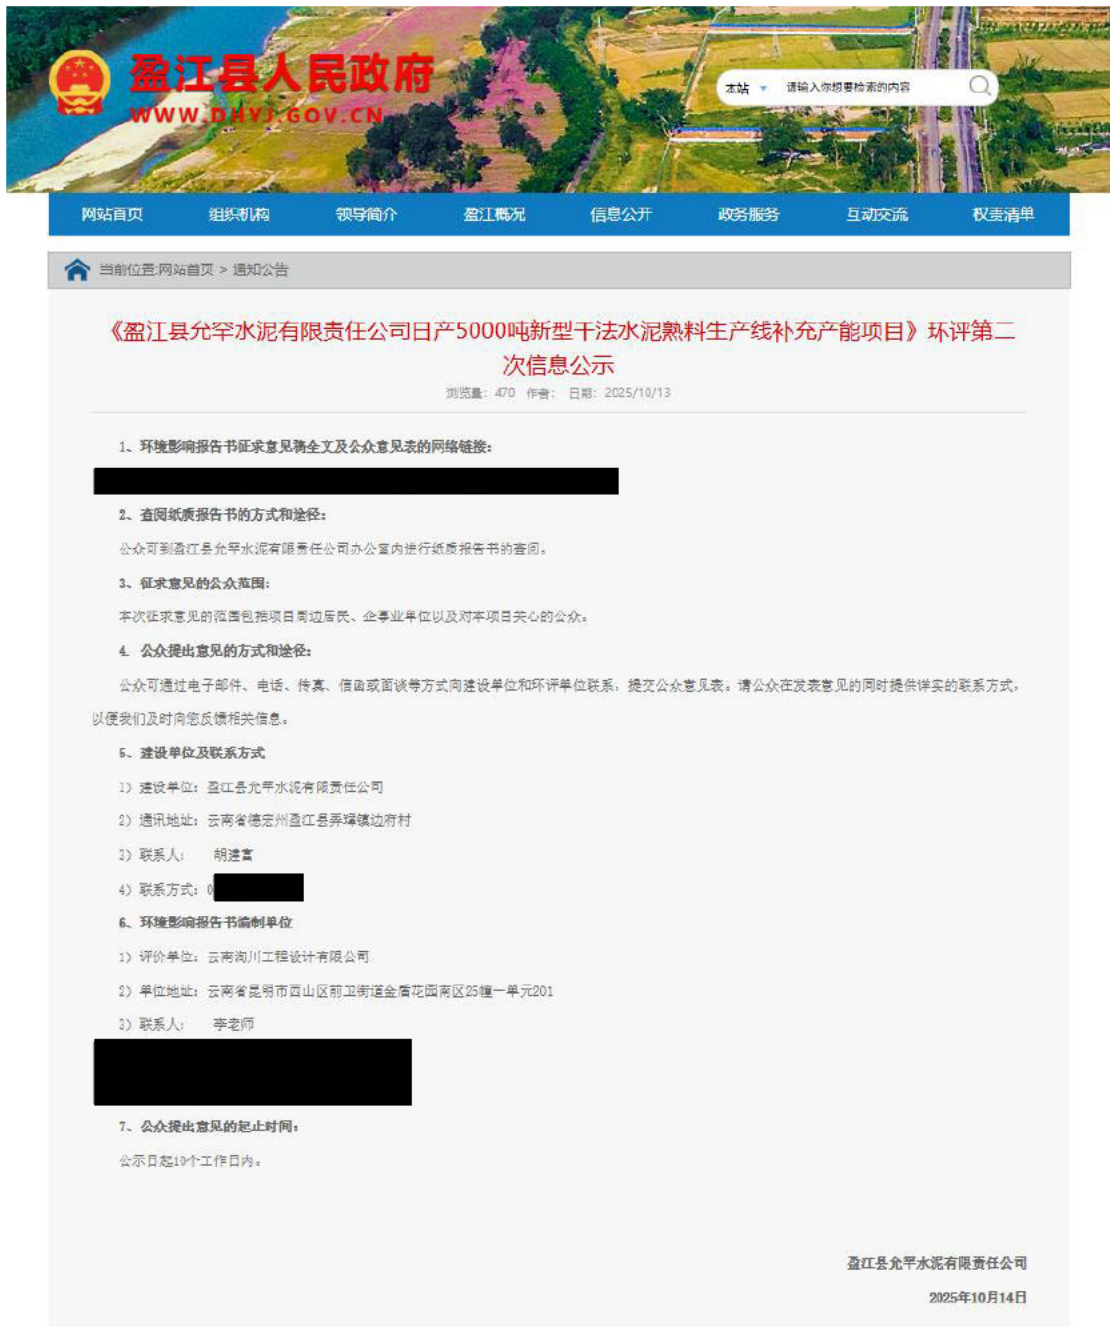 盈江县人民政府
WWW.DHYJ.GOV.CN
本站 请输入你想要检索的内容
网站首页 组织机构 领导简介 盈江概况 信息公开 政务服务 互动交流 权责清单
当前位置:网站首页 > 通知公告
《盈江县允罕水泥有限责任公司日产5000吨新型干法水泥熟料生产线补充产能项目》环评第二
次信息公示
浏览量：470 作者： 日期：2025/10/13
1、环境影响报告书征求意见稿全文及公众意见表的网络链接：
2、查阅纸质报告书的方式和途径：
公众可到盈江县允罕水泥有限责任公司办公室内进行纸质报告书的查阅。
3、征求意见的公众范围：
本次征求意见的范围包括项目周边居民、企事业单位以及对本项目关心的公众。
4、公众提出意见的方式和途径：
公众可通过电子邮件、电话、传真、信函或面谈等方式向建设单位和环评单位联系，提交公众意见表。请公众在发表意见的同时提供详实的联系方式，
以便我们及时向您反馈相关信息。
5、建设单位及联系方式
1）建设单位：盈江县允罕水泥有限责任公司
2）通讯地址：云南省德宏州盈江县弄璋镇边府村
3）联系人： 胡建富
4）联系方式：0
6、环境影响报告书编制单位
1）评价单位：云南洵川工程设计有限公司
2）单位地址：云南省昆明市西山区前卫街道金盾花园南区25幢一单元201
3）联系人： 李老师
7、公众提出意见的起止时间：
公示日起10个工作日内。
盈江县允罕水泥有限责任公司
2025年10月14日